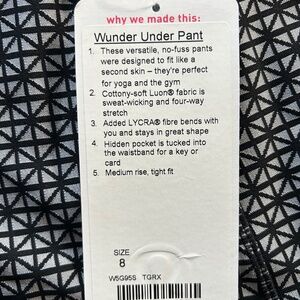 why we made this:
Wunder Under Pant
1. These versatile, no-fuss pants
were designed to fit like a
second skin – they're perfect
for yoga and the gym
2. Cottony-soft Luon® fabric is
sweat-wicking and four-way
stretch
3. Added LYCRA® fibre bends with
you and stays in great shape
4. Hidden pocket is tucked into
the waistband for a key or
card
5. Medium rise, tight fit
SIZE
8
W5G95S TGRX